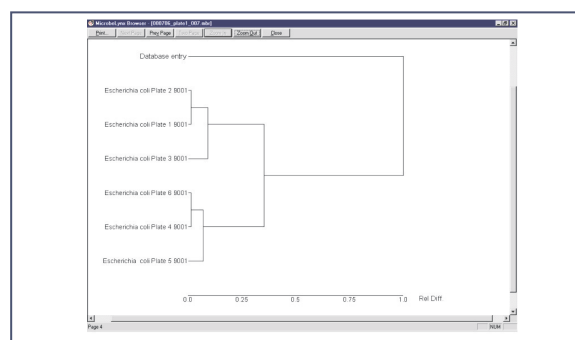 MicrobeLynx Browser - [000706_plate1_007.mbs]
Print... Prev Page Zoom Out Close
Database entry
Escherichia coli Plate 2 9001
Escherichia coli Plate 1 9001
Escherichia coli Plate 3 9001
Escherichia coli Plate 6 9001
Escherichia coli Plate 4 9001
Escherichia coli Plate 5 9001
0.0 0.25 0.5 0.75 1.0 Rel Diff.
Page 4 NUM